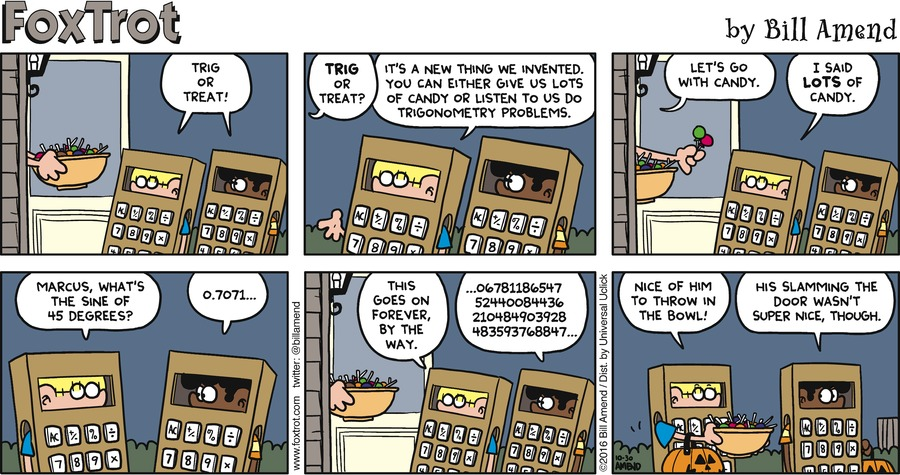 FoxTrot
by Bill Amend
TRIG
OR
TREAT!
TRIG
OR
TREAT?
IT'S A NEW THING WE INVENTED.
YOU CAN EITHER GIVE US LOTS
OF CANDY OR LISTEN TO US DO
TRIGONOMETRY PROBLEMS.
LET'S GO
WITH CANDY.
I SAID
LOTS OF
CANDY.
MARCUS, WHAT'S
THE SINE OF
45 DEGREES?
0.7071...
www.foxtrot.com twitter: @billamend
THIS
GOES ON
FOREVER,
BY THE
WAY.
...06781186547
52440084436
210484903928
483593768847...
©2016 Bill Amend / Dist. by Universal Uclick
NICE OF HIM
TO THROW IN
THE BOWL!
HIS SLAMMING THE
DOOR WASN'T
SUPER NICE, THOUGH.
10-30
AMEND